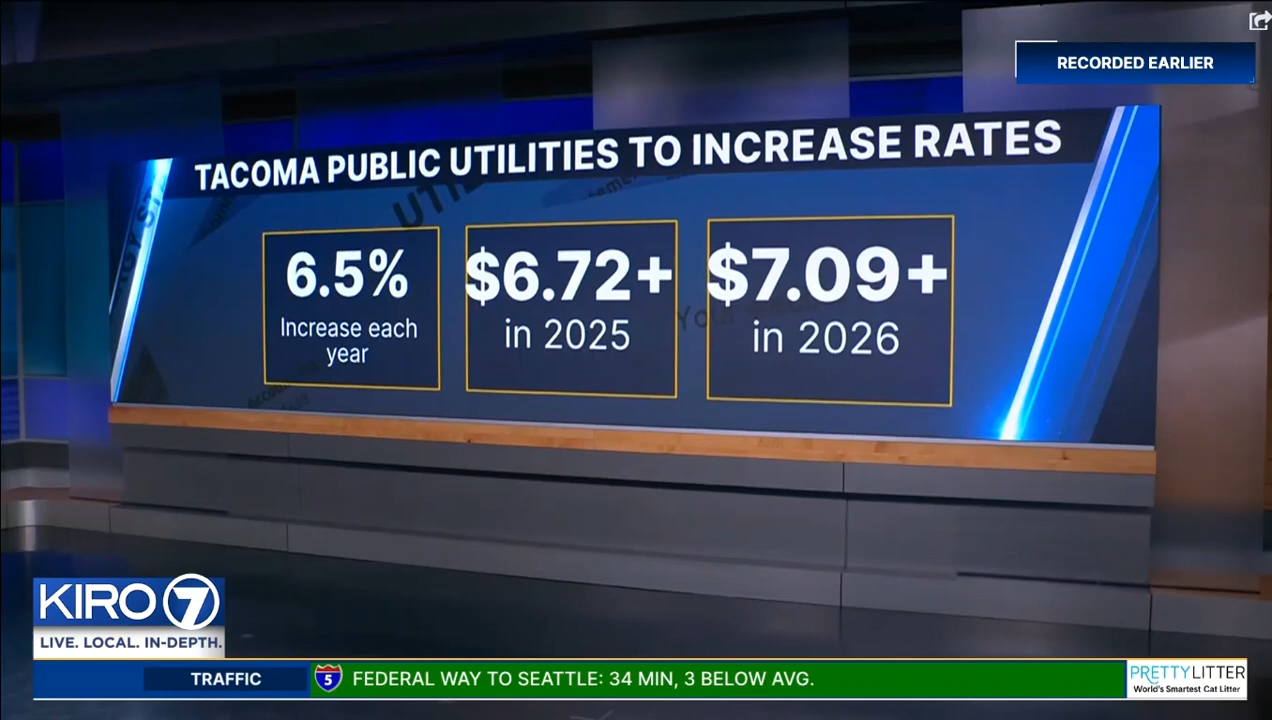 RECORDED EARLIER
TACOMA PUBLIC UTILITIES TO INCREASE RATES
6.5%
Increase each
year
$6.72+
in 2025
$7.09+
in 2026
KIRO 7
LIVE. LOCAL. IN-DEPTH.
TRAFFIC
5
FEDERAL WAY TO SEATTLE: 34 MIN, 3 BELOW AVG.
PRETTYLITTER
World's Smartest Cat Litter